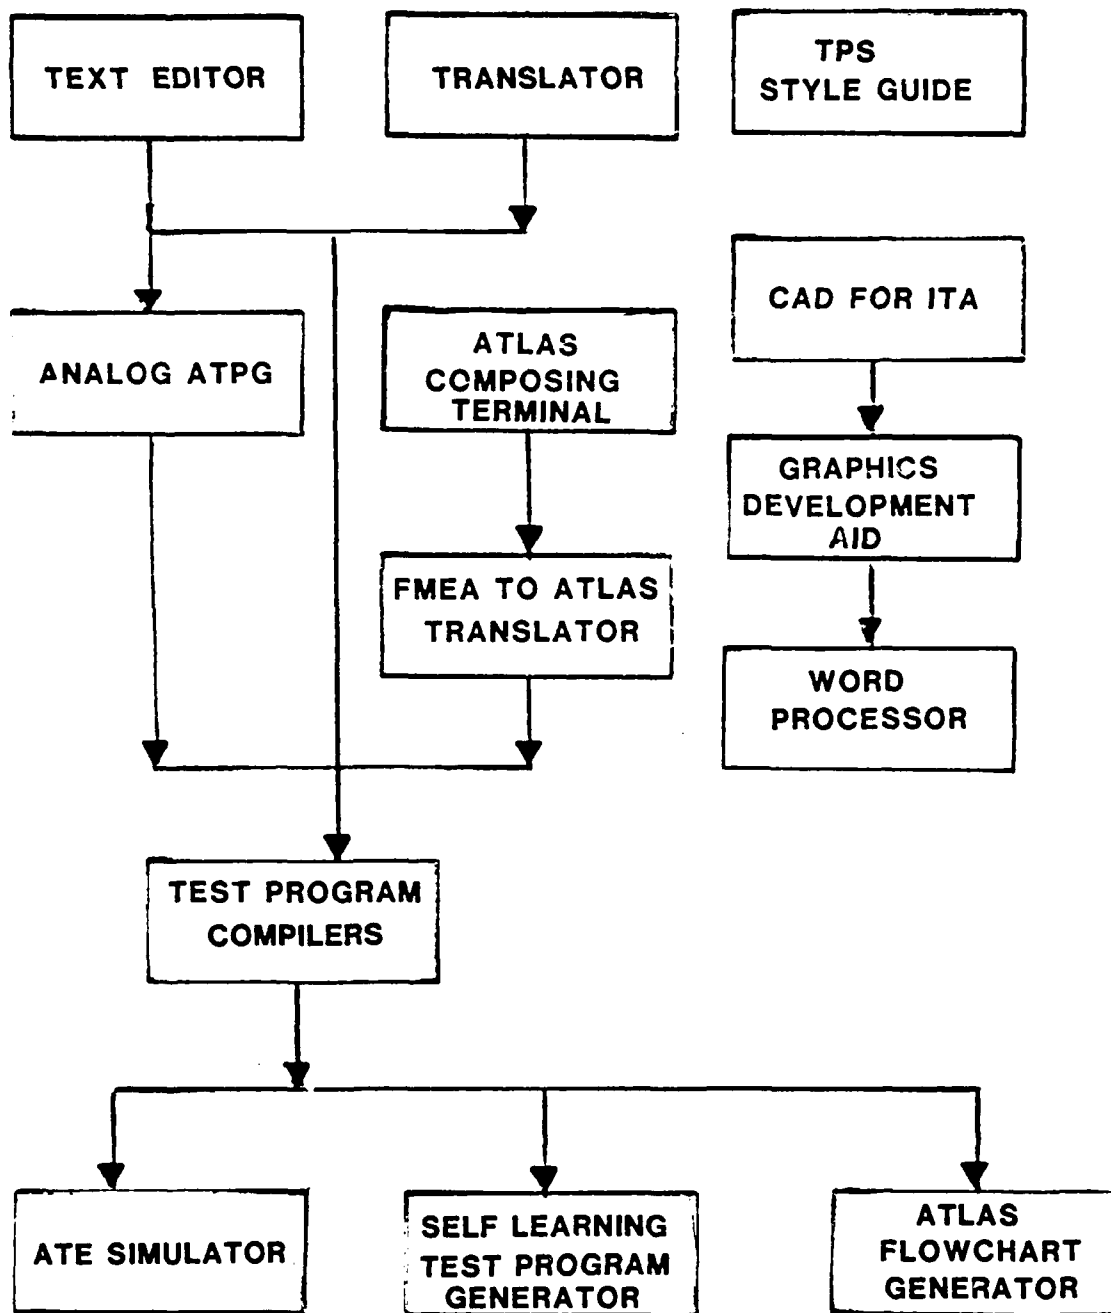 TEXT EDITOR
TRANSLATOR
TPS
STYLE GUIDE
ANALOG ATPG
ATLAS
COMPOSING
TERMINAL
CAD FOR ITA
GRAPHICS
DEVELOPMENT
AID
FMEA TO ATLAS
TRANSLATOR
WORD
PROCESSOR
TEST PROGRAM
COMPILERS
ATE SIMULATOR
SELF LEARNING
TEST PROGRAM
GENERATOR
ATLAS
FLOWCHART
GENERATOR